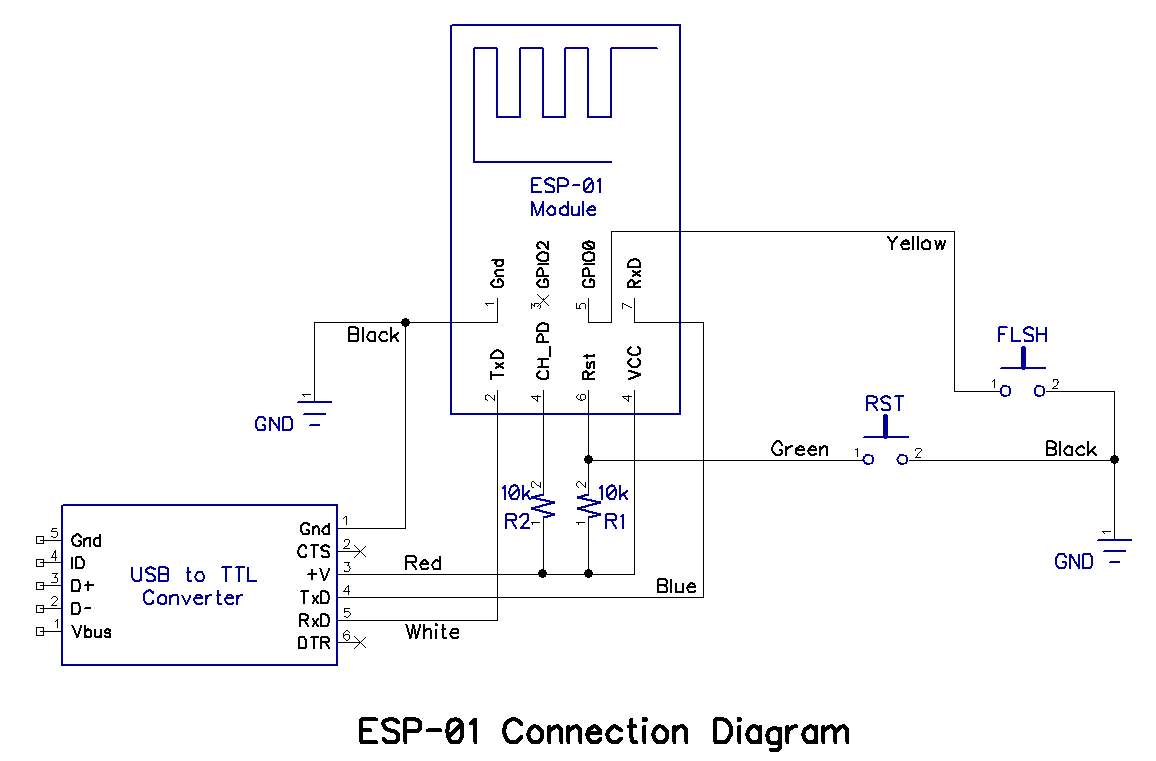 ESP-01
Module
Gnd
GPIO2
GPIO0
RxD
1
3
5
7
TxD
CH_PD
Rst
VCC
2
4
6
4
Yellow
Black
1
GND
FLSH
1
2
RST
1
2
Green
Black
1
GND
10k
2
R2
1
10k
2
R1
1
USB to TTL
Converter
5 Gnd
4 ID
3 D+
2 D-
1 Vbus
Gnd 1
CTS 2
+V 3
TxD 4
RxD 5
DTR 6
Red
Blue
White
ESP-01 Connection Diagram